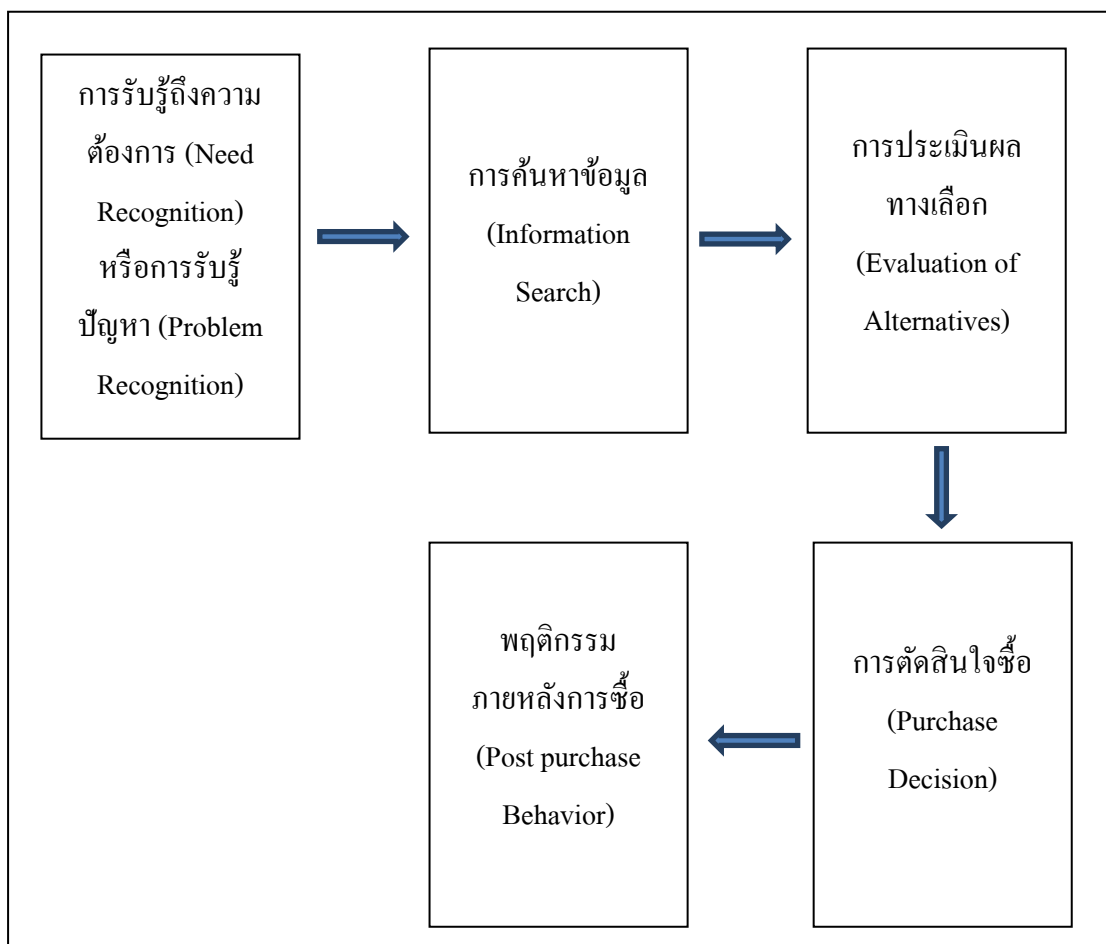 การรับรู้ถึงความ
ต้องการ (Need
Recognition)
หรือการรับรู้
ปัญหา (Problem
Recognition)
การค้นหาข้อมูล
(Information
Search)
การประเมินผล
ทางเลือก
(Evaluation of
Alternatives)
การตัดสินใจซื้อ
(Purchase
Decision)
พฤติกรรม
ภายหลังการซื้อ
(Post purchase
Behavior)